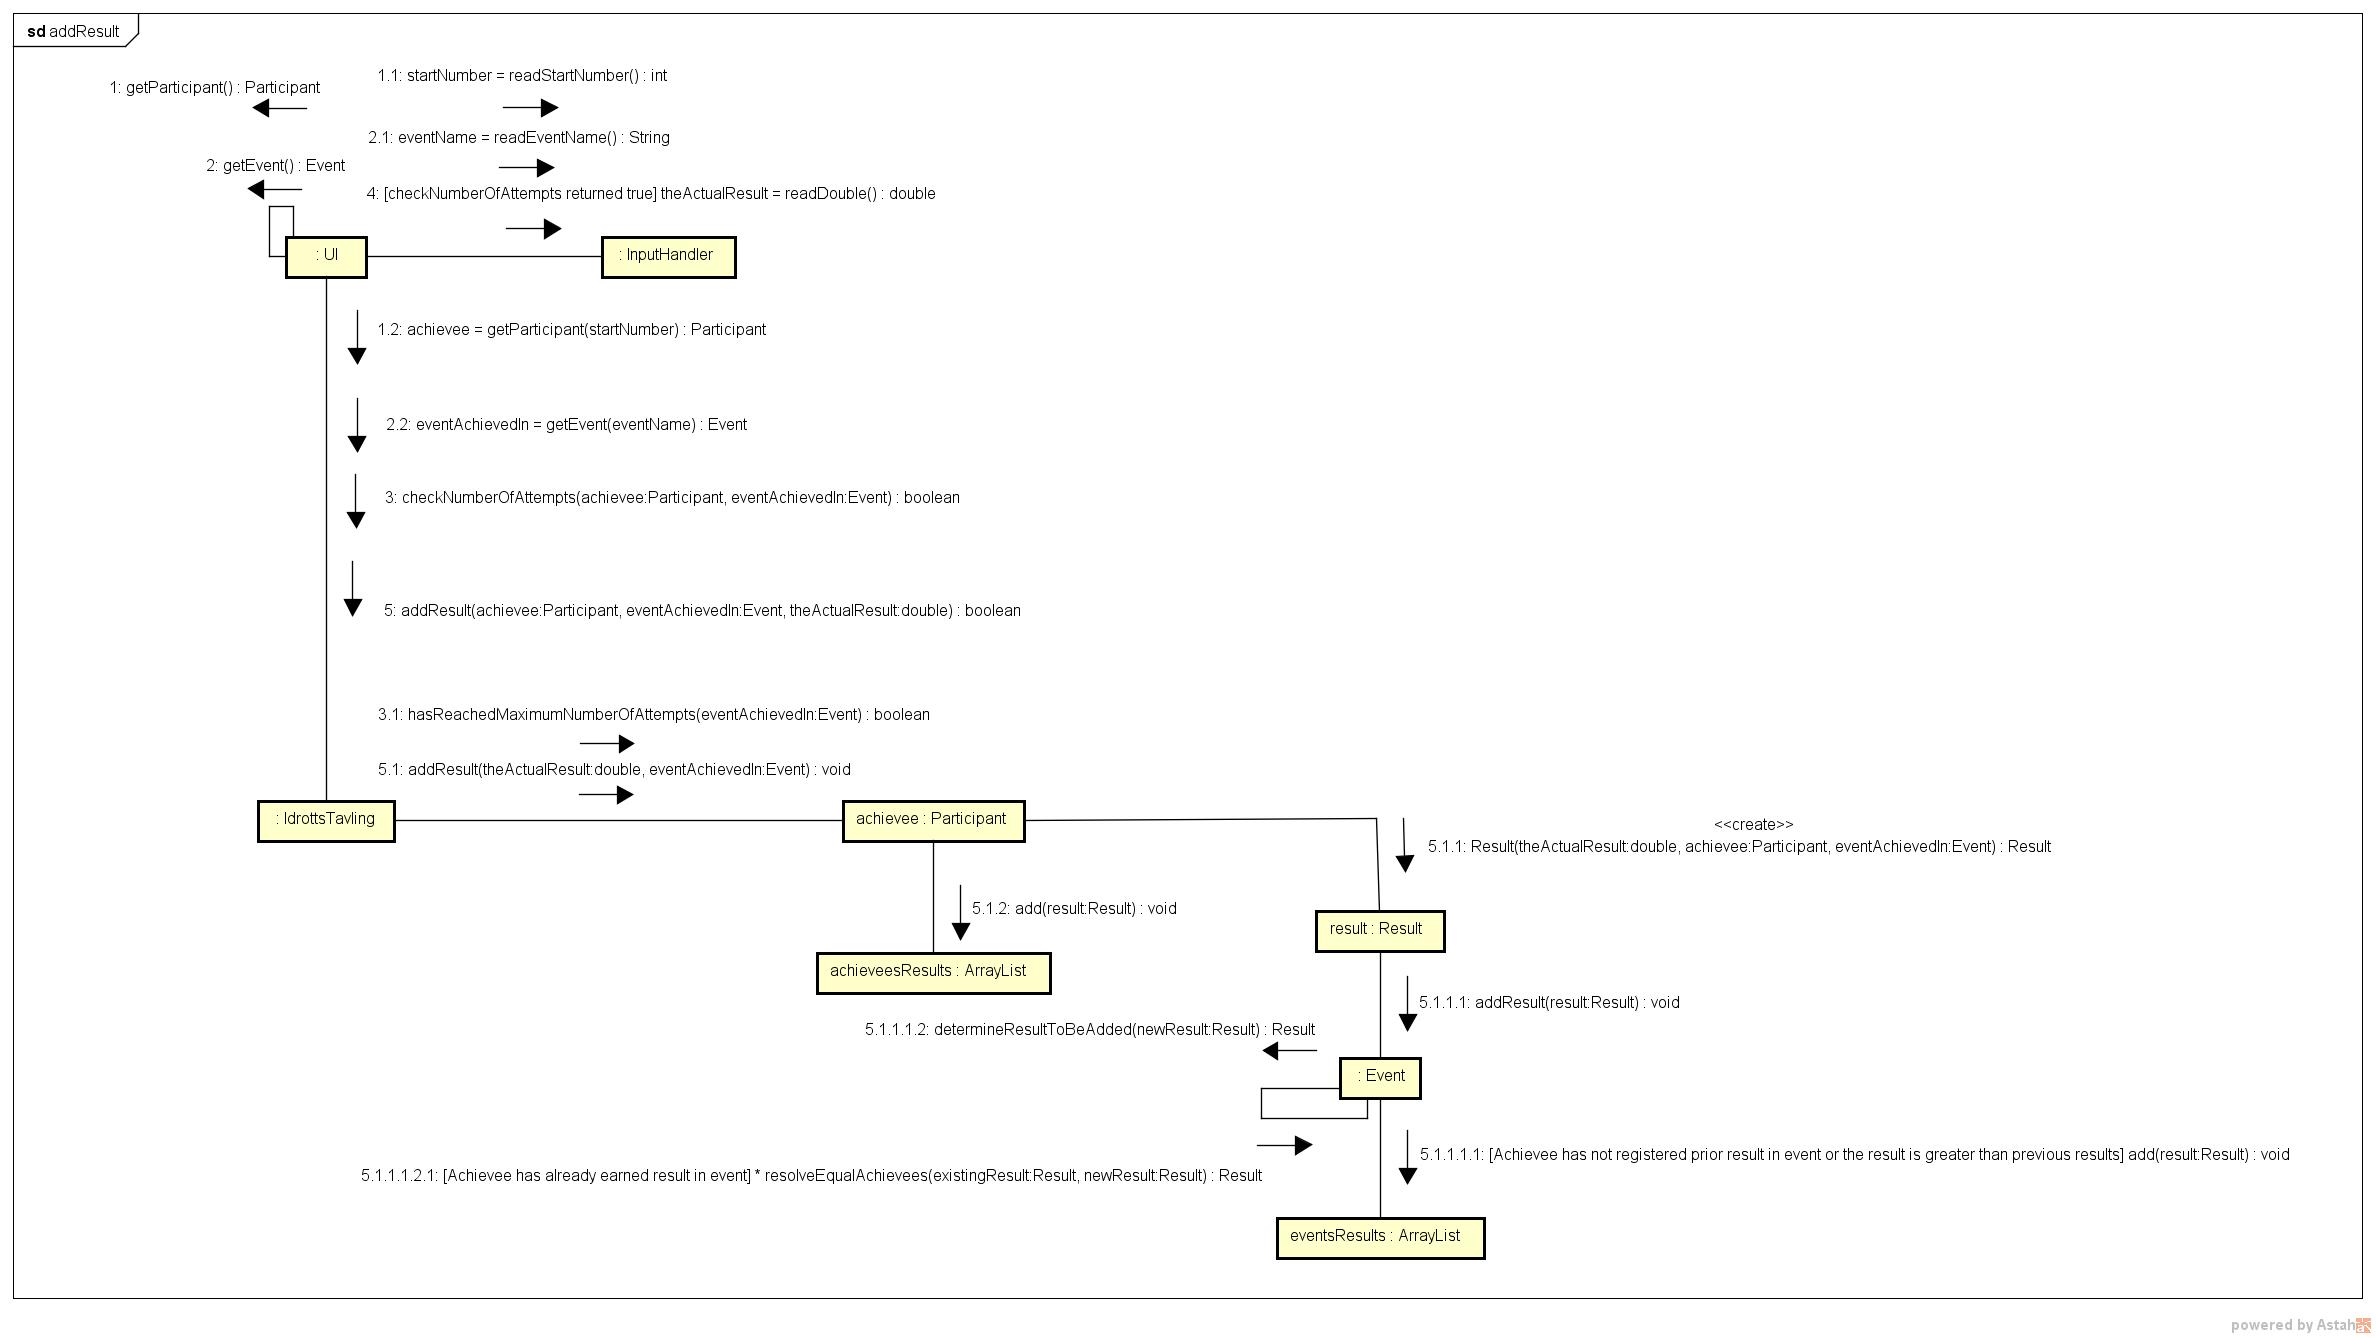 sd addResult
1.1: startNumber = readStartNumber() : int
1: getParticipant() : Participant
2.1: eventName = readEventName() : String
2: getEvent() : Event
4: [checkNumberOfAttempts returned true] theActualResult = readDouble() : double
: UI
: InputHandler
1.2: achievee = getParticipant(startNumber) : Participant
2.2: eventAchievedIn = getEvent(eventName) : Event
3: checkNumberOfAttempts(achievee:Participant, eventAchievedIn:Event) : boolean
5: addResult(achievee:Participant, eventAchievedIn:Event, theActualResult:double) : boolean
3.1: hasReachedMaximumNumberOfAttempts(eventAchievedIn:Event) : boolean
5.1: addResult(theActualResult:double, eventAchievedIn:Event) : void
: IdrottsTavling
achievee : Participant
<<create>>
5.1.1: Result(theActualResult:double, achievee:Participant, eventAchievedIn:Event) : Result
5.1.2: add(result:Result) : void
result : Result
achieveesResults : ArrayList
5.1.1.1: addResult(result:Result) : void
5.1.1.1.2: determineResultToBeAdded(newResult:Result) : Result
: Event
5.1.1.1.1: [Achievee has not registered prior result in event or the result is greater than previous results] add(result:Result) : void
5.1.1.1.2.1: [Achievee has already earned result in event] * resolveEqualAchievees(existingResult:Result, newResult:Result) : Result
eventsResults : ArrayList
powered by Astah